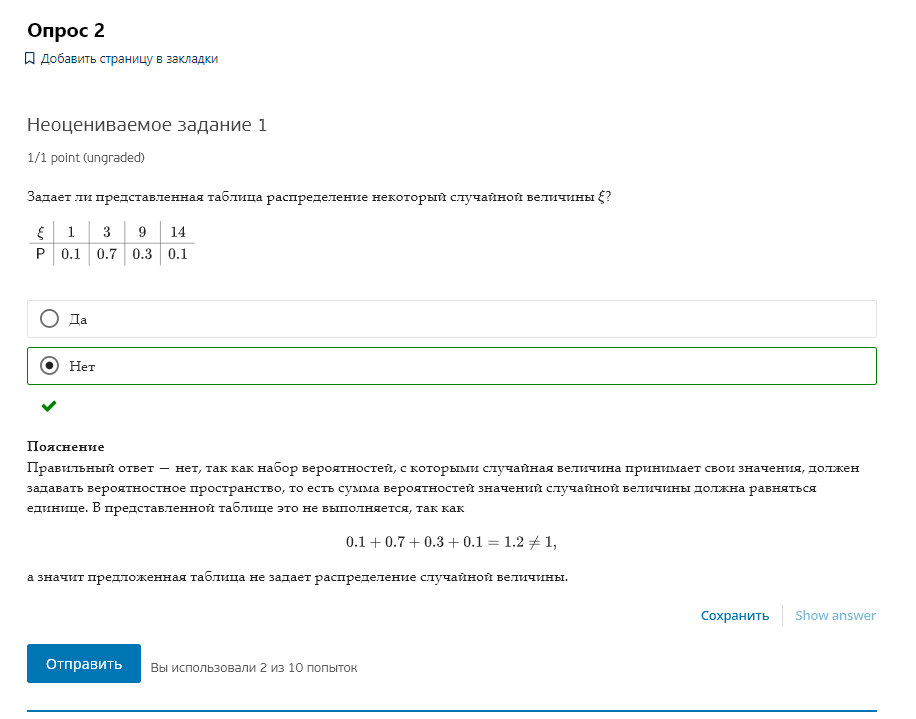 Опрос 2
Добавить страницу в закладки
Неоцениваемое задание 1
1/1 point (ungraded)
Задает ли представленная таблица распределение некоторый случайной величины ξ?
ξ 1 3 9 14
P 0.1 0.7 0.3 0.1
Да
Нет
Пояснение
Правильный ответ — нет, так как набор вероятностей, с которыми случайная величина принимает свои значения, должен
задавать вероятностное пространство, то есть сумма вероятностей значений случайной величины должна равняться
единице. В представленной таблице это не выполняется, так как
0.1 + 0.7 + 0.3 + 0.1 = 1.2 ≠ 1,
а значит предложенная таблица не задает распределение случайной величины.
Сохранить Show answer
Отправить Вы использовали 2 из 10 попыток